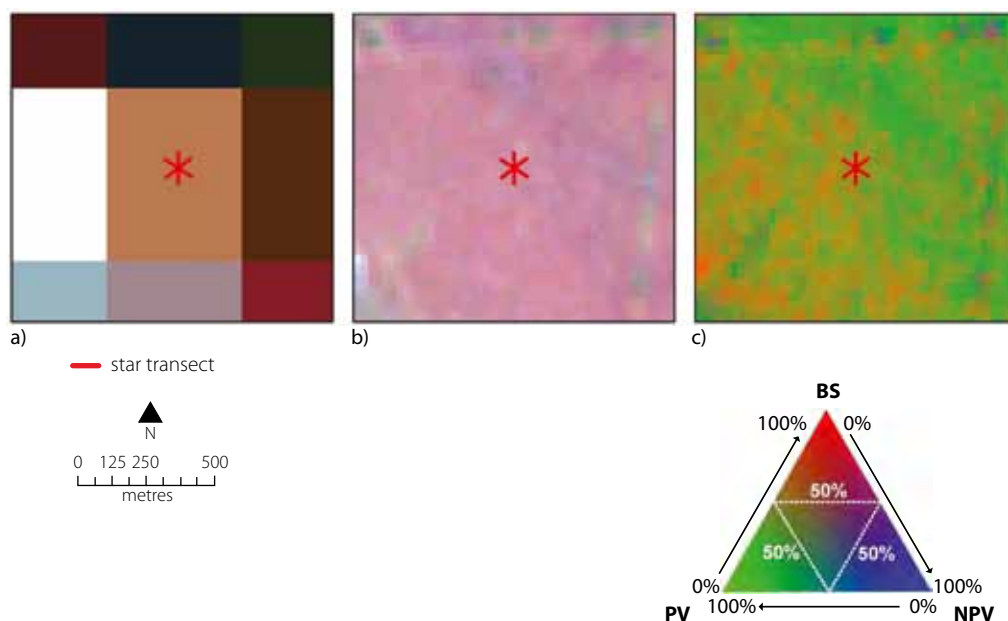 a)
b)
c)
star transect
N
0 125 250 500
metres
BS
100% 0%
50%
50% 50%
0% 100%
PV 100% 0% NPV